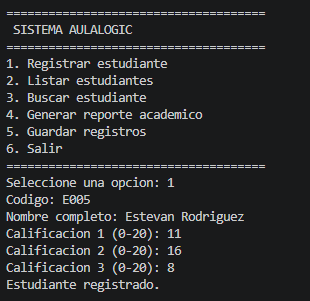 =====================================
SISTEMA AULALOGIC
=====================================
1. Registrar estudiante
2. Listar estudiantes
3. Buscar estudiante
4. Generar reporte academico
5. Guardar registros
6. Salir
=====================================
Seleccione una opcion: 1
Codigo: E005
Nombre completo: Estevan Rodriguez
Calificacion 1 (0-20): 11
Calificacion 2 (0-20): 16
Calificacion 3 (0-20): 8
Estudiante registrado.